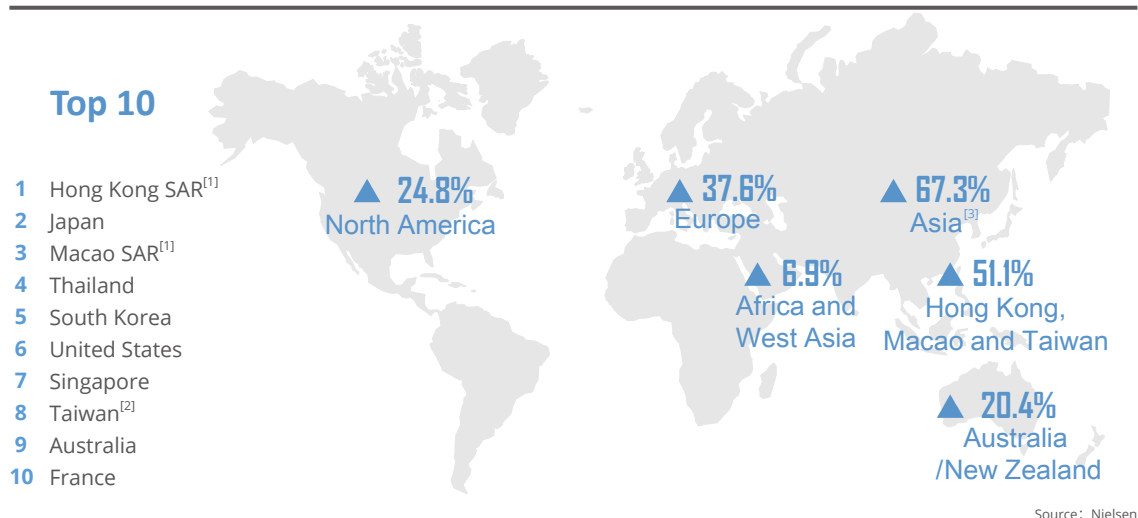 Top 10
1 Hong Kong SAR[1]
2 Japan
3 Macao SAR[1]
4 Thailand
5 South Korea
6 United States
7 Singapore
8 Taiwan[2]
9 Australia
10 France
▲ 24.8%
North America
▲ 37.6%
Europe
▲ 67.3%
Asia[3]
▲ 6.9%
Africa and
West Asia
▲ 51.1%
Hong Kong,
Macao and Taiwan
▲ 20.4%
Australia
/New Zealand
Source：Nielsen